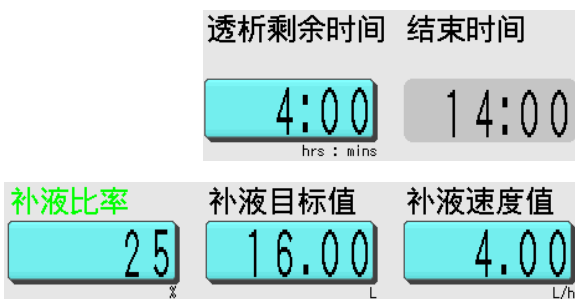 透析剩余时间 结束时间
4:00 14:00
hrs : mins
补液比率 补液目标值 补液速度值
25 16.00 4.00
% L L/h